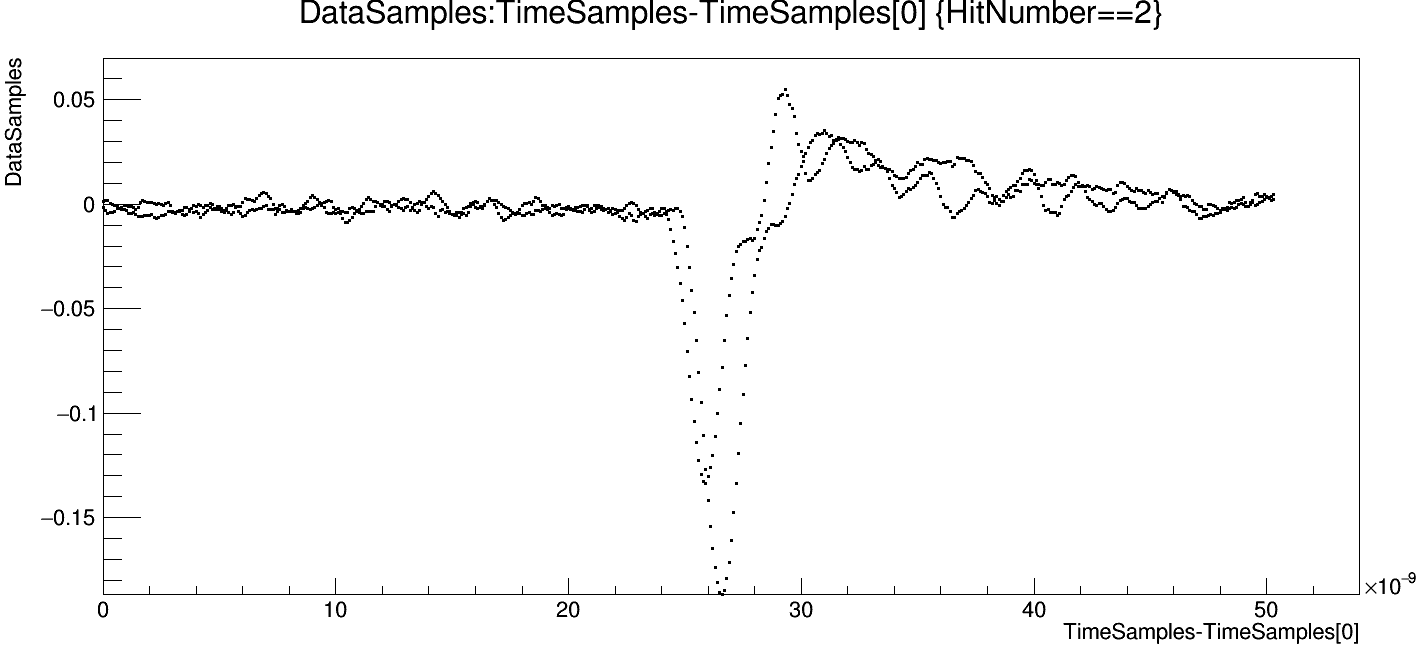 DataSamples:TimeSamples-TimeSamples[0] {HitNumber==2}
DataSamples
0.05
0
−0.05
−0.1
−0.15
0 10 20 30 40 50
×10⁻⁹
TimeSamples-TimeSamples[0]